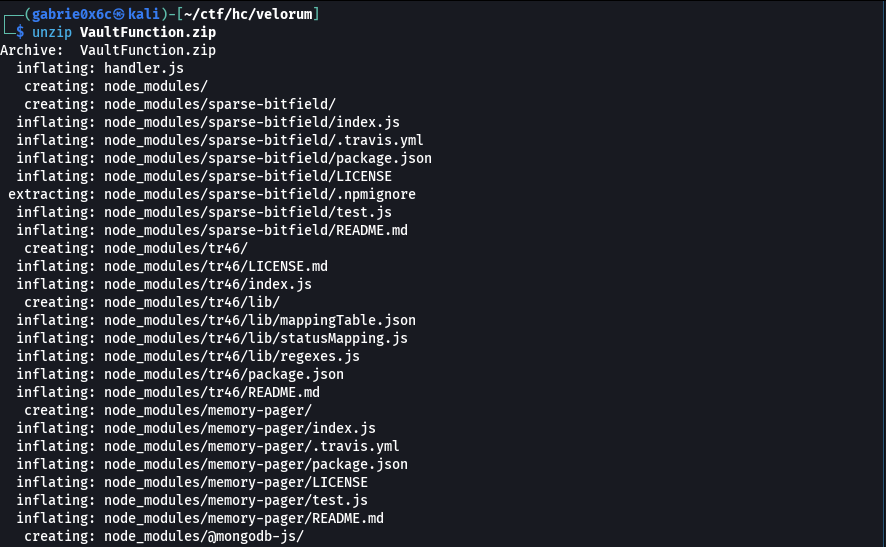 ┌──(gabrie0x6c㉿kali)-[~/ctf/hc/velorum]
└─$ unzip VaultFunction.zip
Archive:  VaultFunction.zip
  inflating: handler.js
   creating: node_modules/
   creating: node_modules/sparse-bitfield/
  inflating: node_modules/sparse-bitfield/index.js
  inflating: node_modules/sparse-bitfield/.travis.yml
  inflating: node_modules/sparse-bitfield/package.json
  inflating: node_modules/sparse-bitfield/LICENSE
 extracting: node_modules/sparse-bitfield/.npmignore
  inflating: node_modules/sparse-bitfield/test.js
  inflating: node_modules/sparse-bitfield/README.md
   creating: node_modules/tr46/
  inflating: node_modules/tr46/LICENSE.md
  inflating: node_modules/tr46/index.js
   creating: node_modules/tr46/lib/
  inflating: node_modules/tr46/lib/mappingTable.json
  inflating: node_modules/tr46/lib/statusMapping.js
  inflating: node_modules/tr46/lib/regexes.js
  inflating: node_modules/tr46/package.json
  inflating: node_modules/tr46/README.md
   creating: node_modules/memory-pager/
  inflating: node_modules/memory-pager/index.js
  inflating: node_modules/memory-pager/.travis.yml
  inflating: node_modules/memory-pager/package.json
  inflating: node_modules/memory-pager/LICENSE
  inflating: node_modules/memory-pager/test.js
  inflating: node_modules/memory-pager/README.md
   creating: node_modules/@mongodb-js/